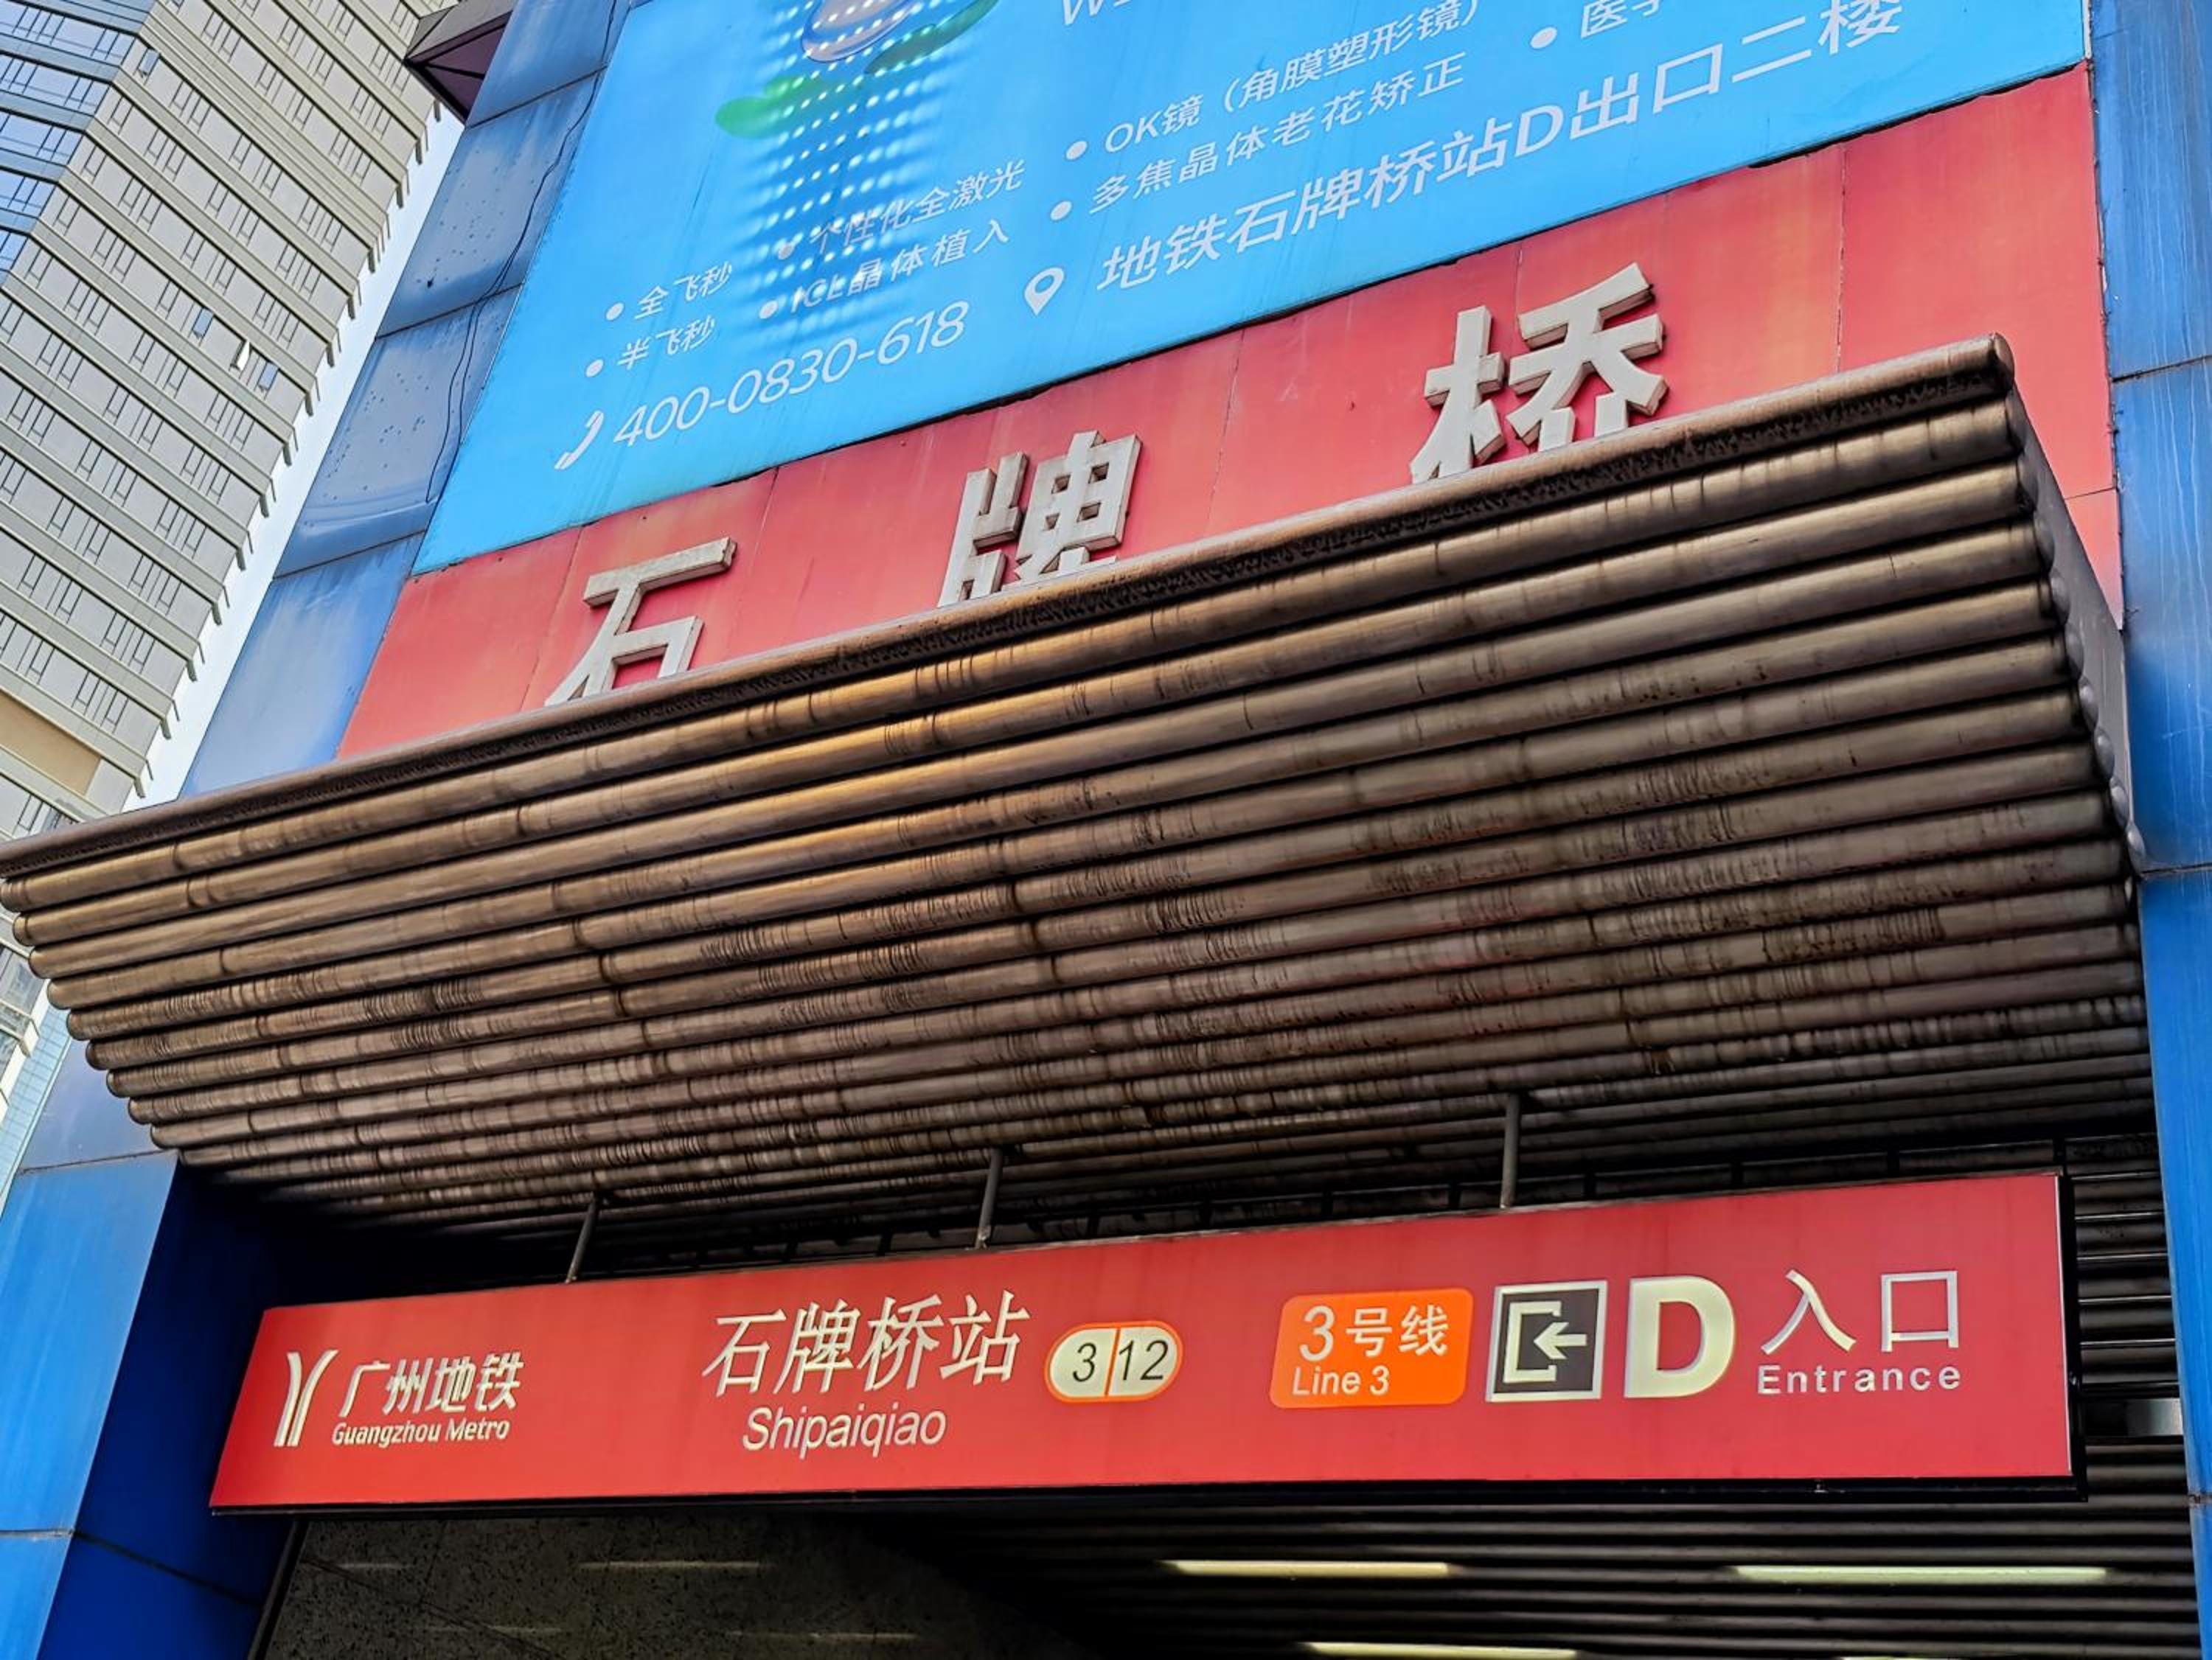 OK镜（角膜塑形镜）
个性化全激光
多焦晶体老花矫正
全飞秒
ICL晶体植入
半飞秒
400-0830-618
地铁石牌桥站D出口二楼
石牌桥
广州地铁
Guangzhou Metro
石牌桥站
Shipaiqiao
3 12
3号线
Line 3
D
入口
Entrance